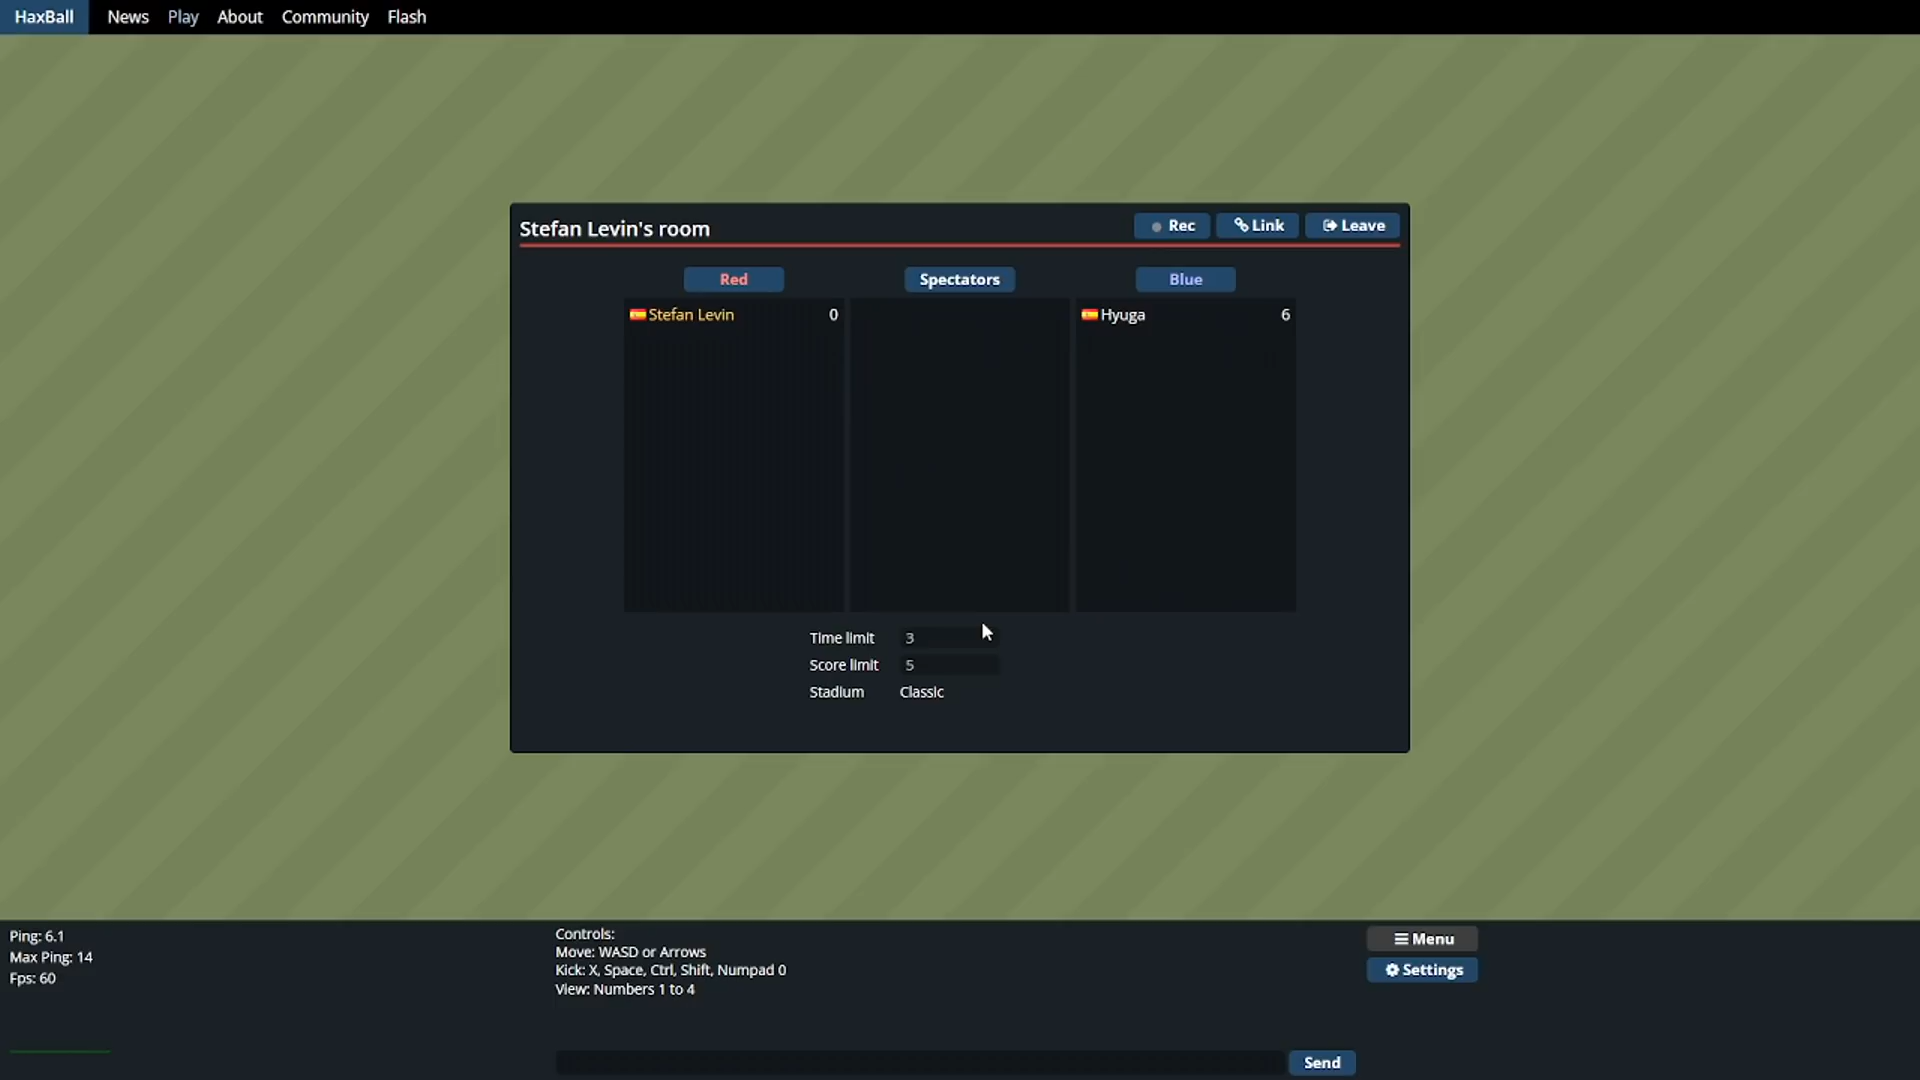 HaxBall News Play About Community Flash
Stefan Levin's room Rec Link Leave
Red Spectators Blue
Stefan Levin 0 Hyuga 6
Time limit 3
Score limit 5
Stadium Classic
Ping: 6.1
Max Ping: 14
Fps: 60
Controls:
Move: WASD or Arrows
Kick: X, Space, Ctrl, Shift, Numpad 0
View: Numbers 1 to 4
Menu
Settings
Send